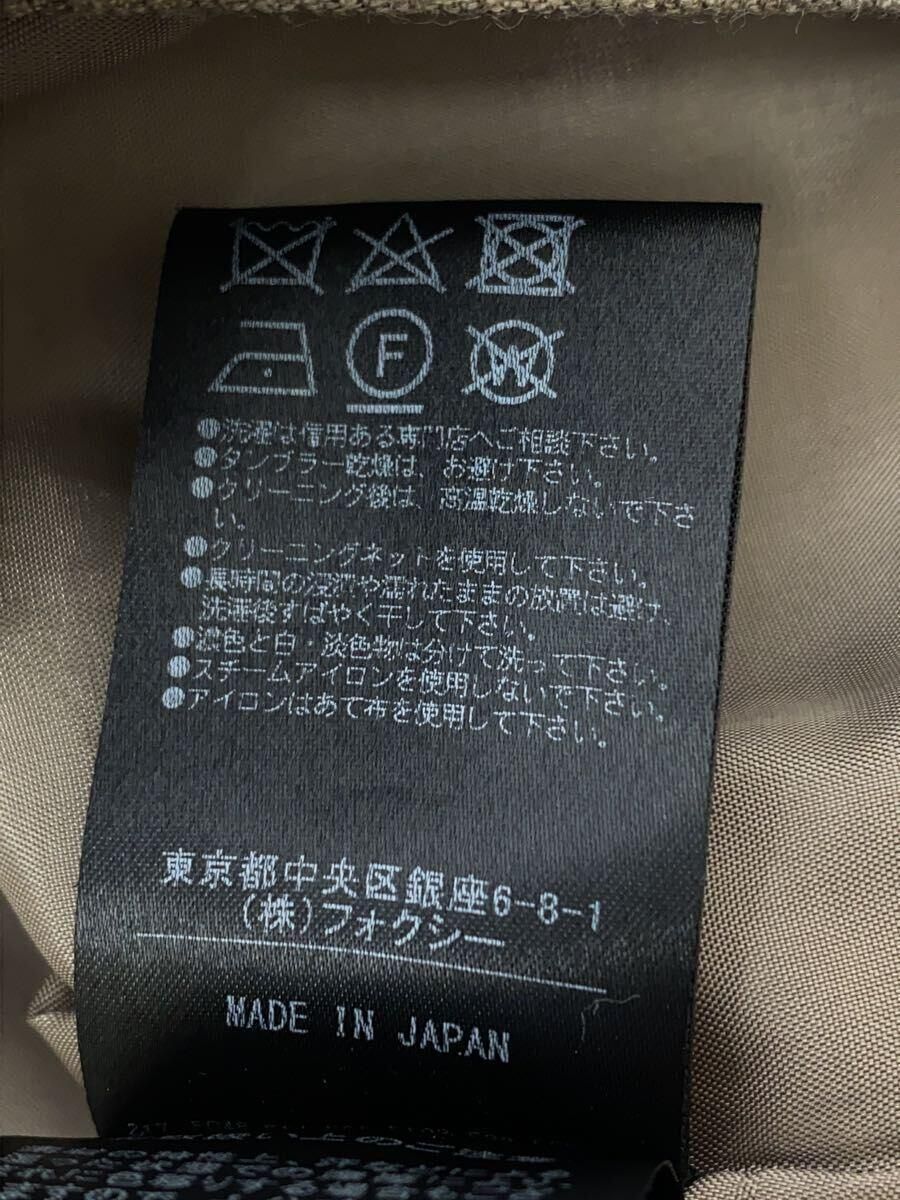 F
W
●洗濯は信用ある専門店へご相談下さい。
●タンブラー乾燥は、お避け下さい。
●クリーニング後は、高温乾燥しないで下さ
い。
●クリーニングネットを使用して下さい。
●長時間の浸漬や濡れたままの放置は避け、
洗濯後すばやく干して下さい。
●濃色と白・淡色物は分けて洗って下さい。
●スチームアイロンを使用しないで下さい。
●アイロンはあて布を使用して下さい。
東京都中央区銀座6-8-1
(株)フォクシー
MADE IN JAPAN